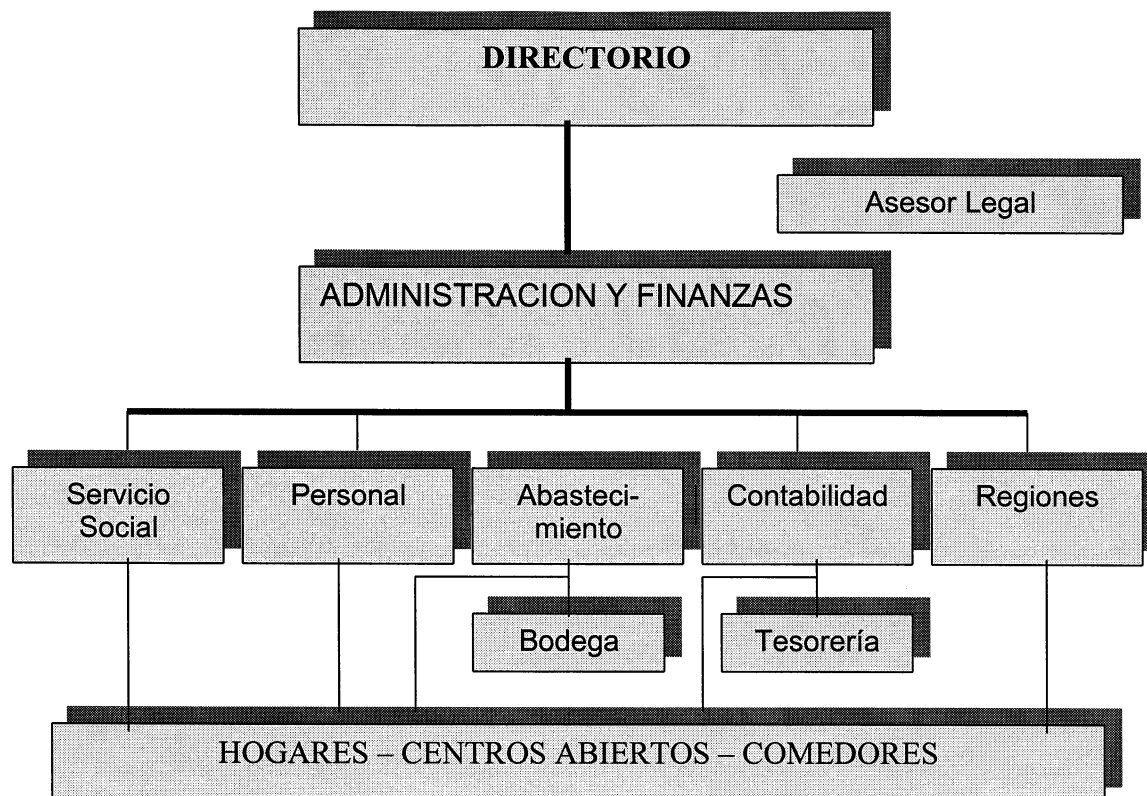 DIRECTORIO
Asesor Legal
ADMINISTRACION Y FINANZAS
Servicio
Social
Personal
Abasteci-
miento
Contabilidad
Regiones
Bodega
Tesorería
HOGARES – CENTROS ABIERTOS – COMEDORES